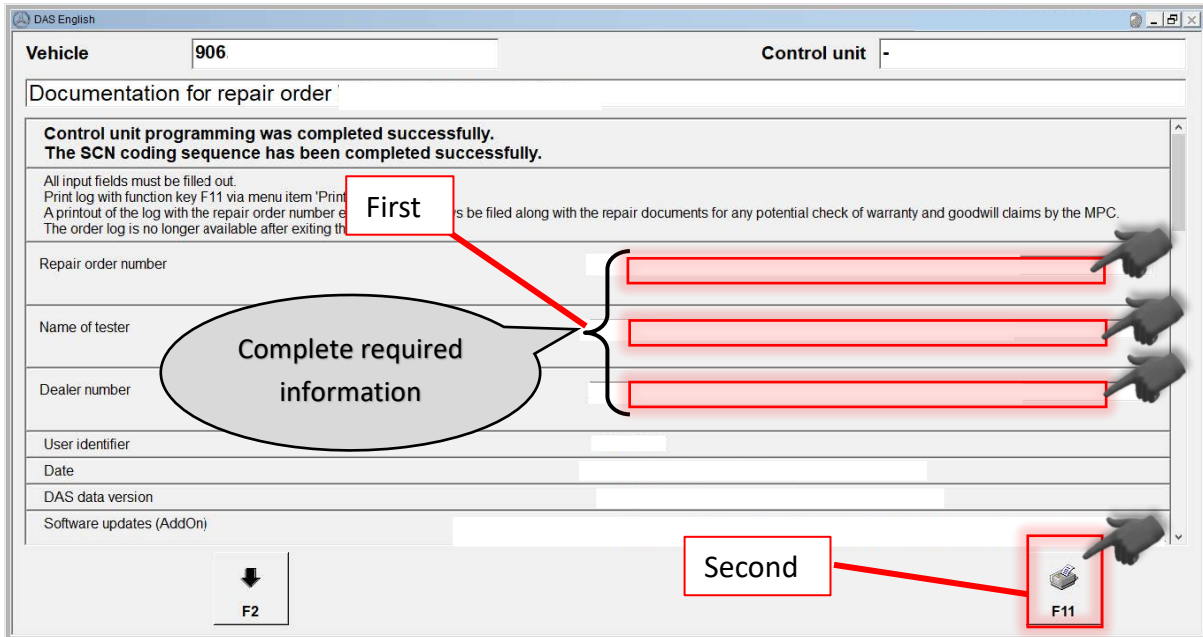 DAS English
Vehicle 906 Control unit -
Documentation for repair order
Control unit programming was completed successfully.
The SCN coding sequence has been completed successfully.
All input fields must be filled out.
Print log with function key F11 via menu item 'Print
A printout of the log with the repair order number e s be filed along with the repair documents for any potential check of warranty and goodwill claims by the MPC.
The order log is no longer available after exiting th
First
Repair order number
Name of tester
Complete required
information
Dealer number
User identifier
Date
DAS data version
Software updates (AddOn)
Second
F2
F11